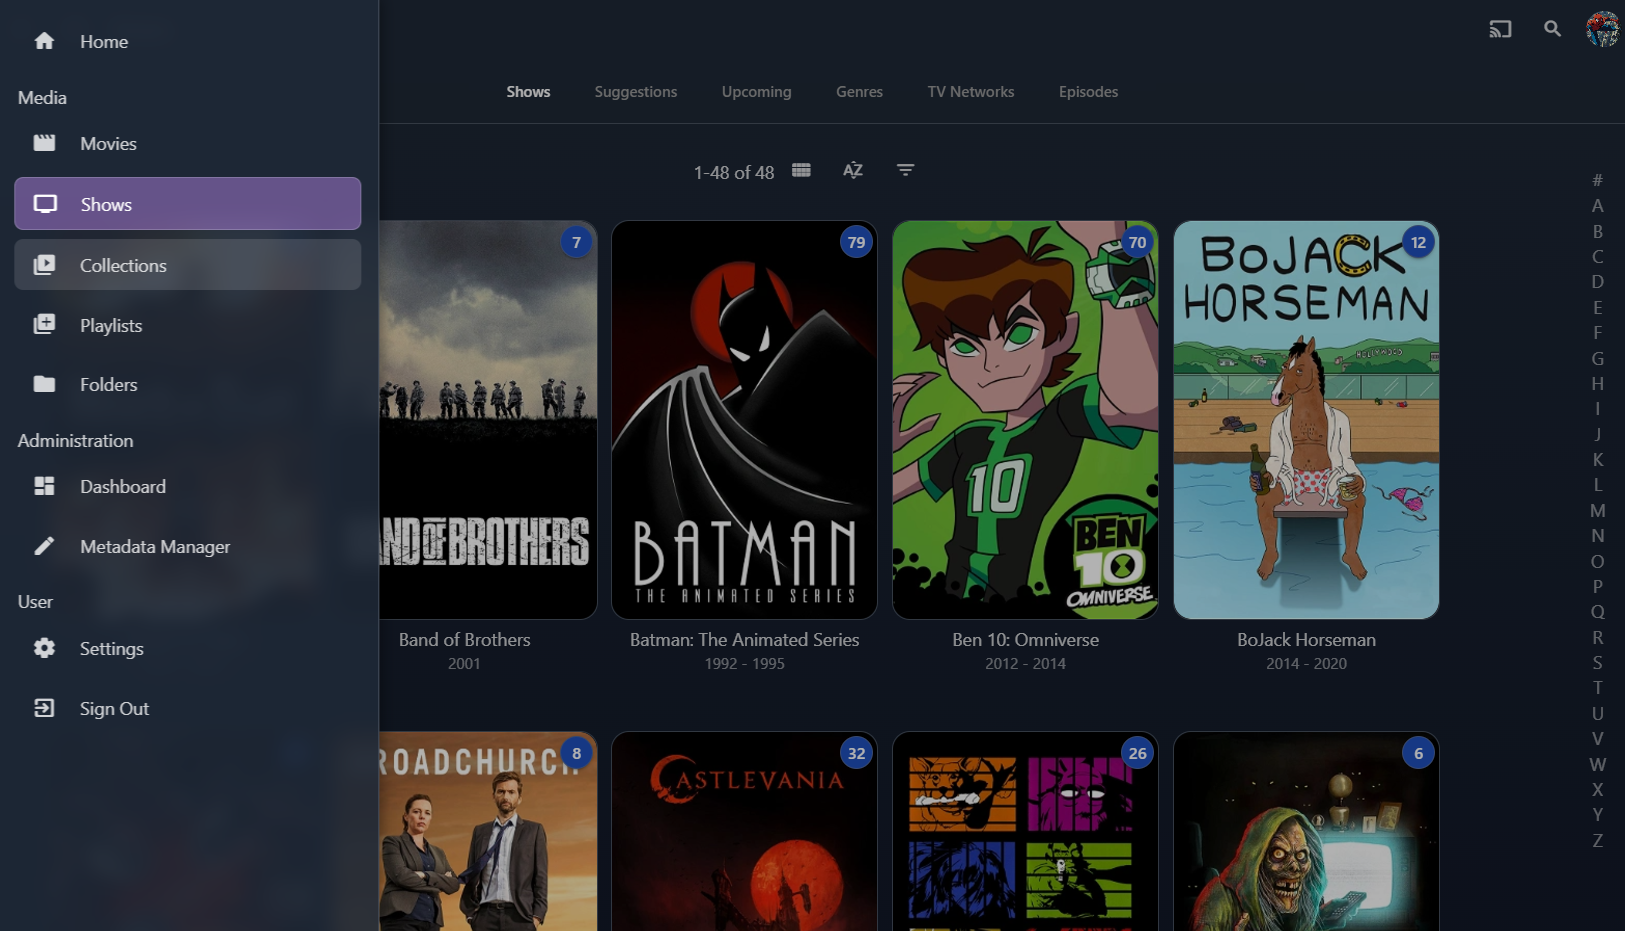 Home
Media
Movies
Shows
Collections
Playlists
Folders
Administration
Dashboard
Metadata Manager
User
Settings
Sign Out
Shows Suggestions Upcoming Genres TV Networks Episodes
1-48 of 48
AZ
7
AND OF BROTHERS
Band of Brothers
2001
79
BATMAN
THE ANIMATED SERIES
Batman: The Animated Series
1992 - 1995
70
10
BEN
10
OMNIVERSE
Ben 10: Omniverse
2012 - 2014
12
BOJACK
HORSEMAN
HOLLYWOOD
BoJack Horseman
2014 - 2020
8
ROADCHURCH
32
CASTLEVANIA
26
6
#
A
B
C
D
E
F
G
H
I
J
K
L
M
N
O
P
Q
R
S
T
U
V
W
X
Y
Z